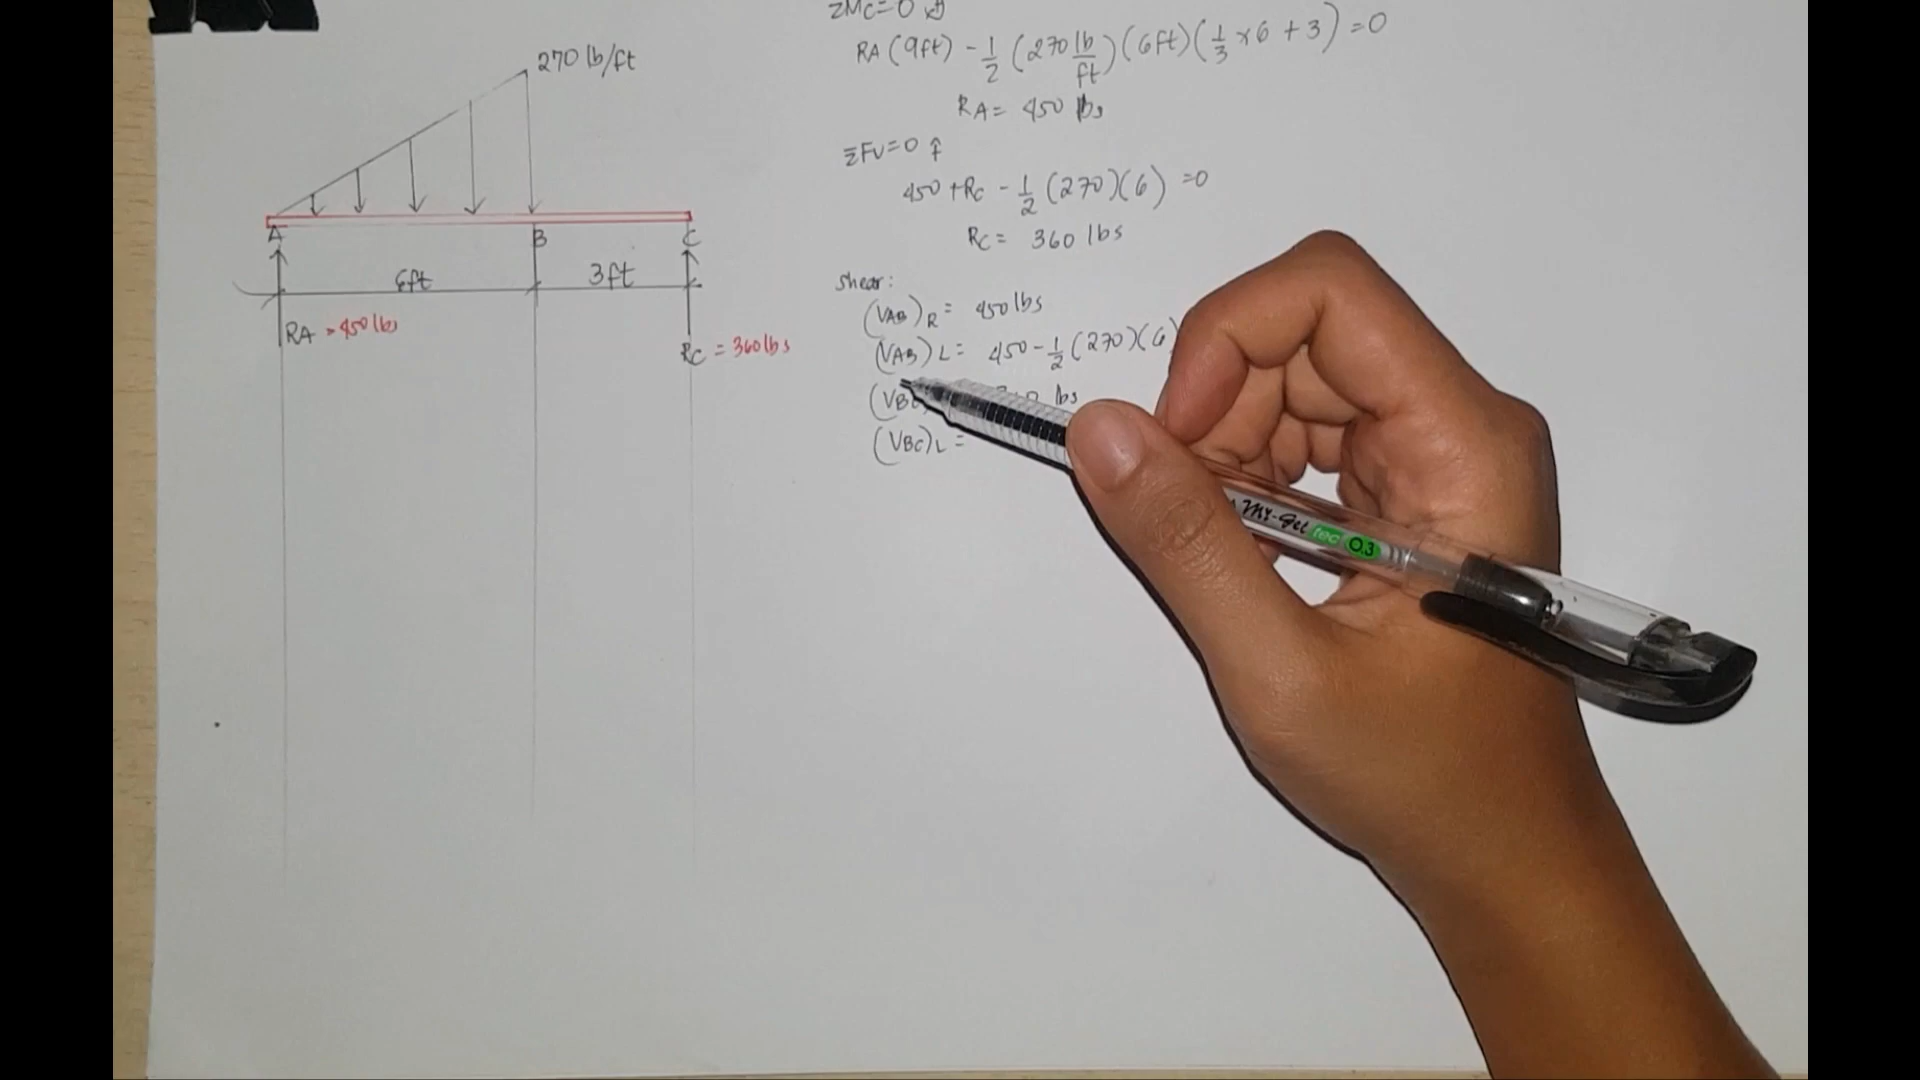 270 lb/ft
A
B
C
6ft
3ft
RA = 450 lbs
RC = 360 lbs
ΣMC=0
RA (9ft) - 1/2 (270 lb/ft) (6ft) (1/3 × 6 + 3) = 0
RA = 450 lbs
ΣFV=0 ↑
450 + RC - 1/2 (270)(6) = 0
RC = 360 lbs
Shear:
(VAB)R = 450 lbs
(VAB)L = 450 - 1/2 (270)(6)
lbs
(VBC)L =
My-Gel tec 0.3